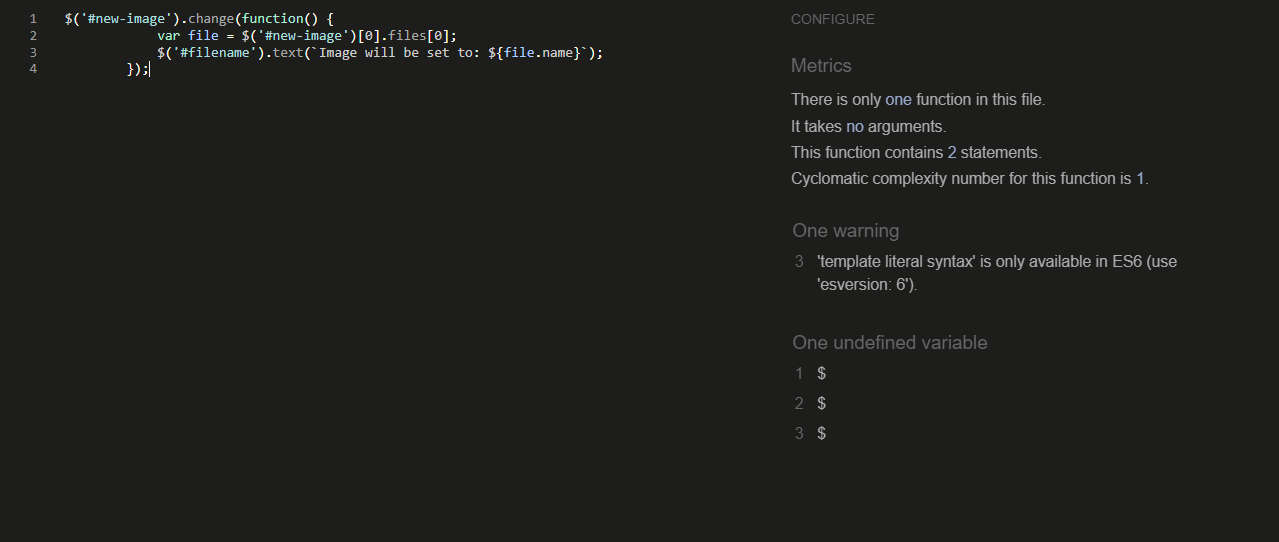 1 $('#new-image').change(function() {
2 var file = $('#new-image')[0].files[0];
3 $('#filename').text(`Image will be set to: ${file.name}`);
4 });
CONFIGURE
Metrics
There is only one function in this file.
It takes no arguments.
This function contains 2 statements.
Cyclomatic complexity number for this function is 1.
One warning
3 'template literal syntax' is only available in ES6 (use
'esversion: 6').
One undefined variable
1 $
2 $
3 $